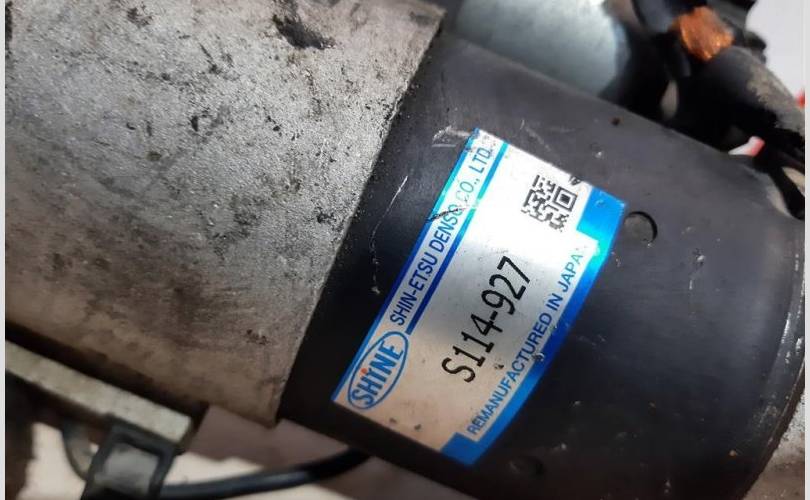 SHIN-ETSU DENSO CO., LTD.
SHiNE
S114-927
REMANUFACTURED IN JAPAN